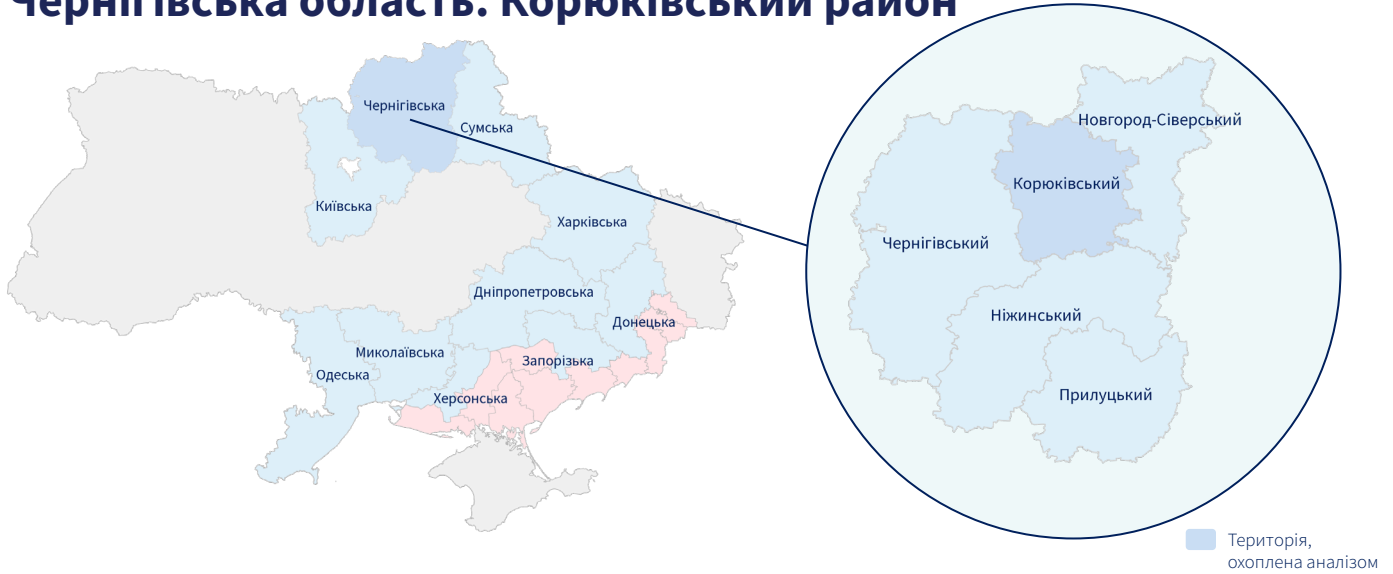 Чернігівська область. Корюківський район
Чернігівська
Сумська
Київська
Харківська
Дніпропетровська
Донецька
Миколаївська
Запорізька
Одеська
Херсонська
Новгород-Сіверський
Корюківський
Чернігівський
Ніжинський
Прилуцький
Територія,
охоплена аналізом